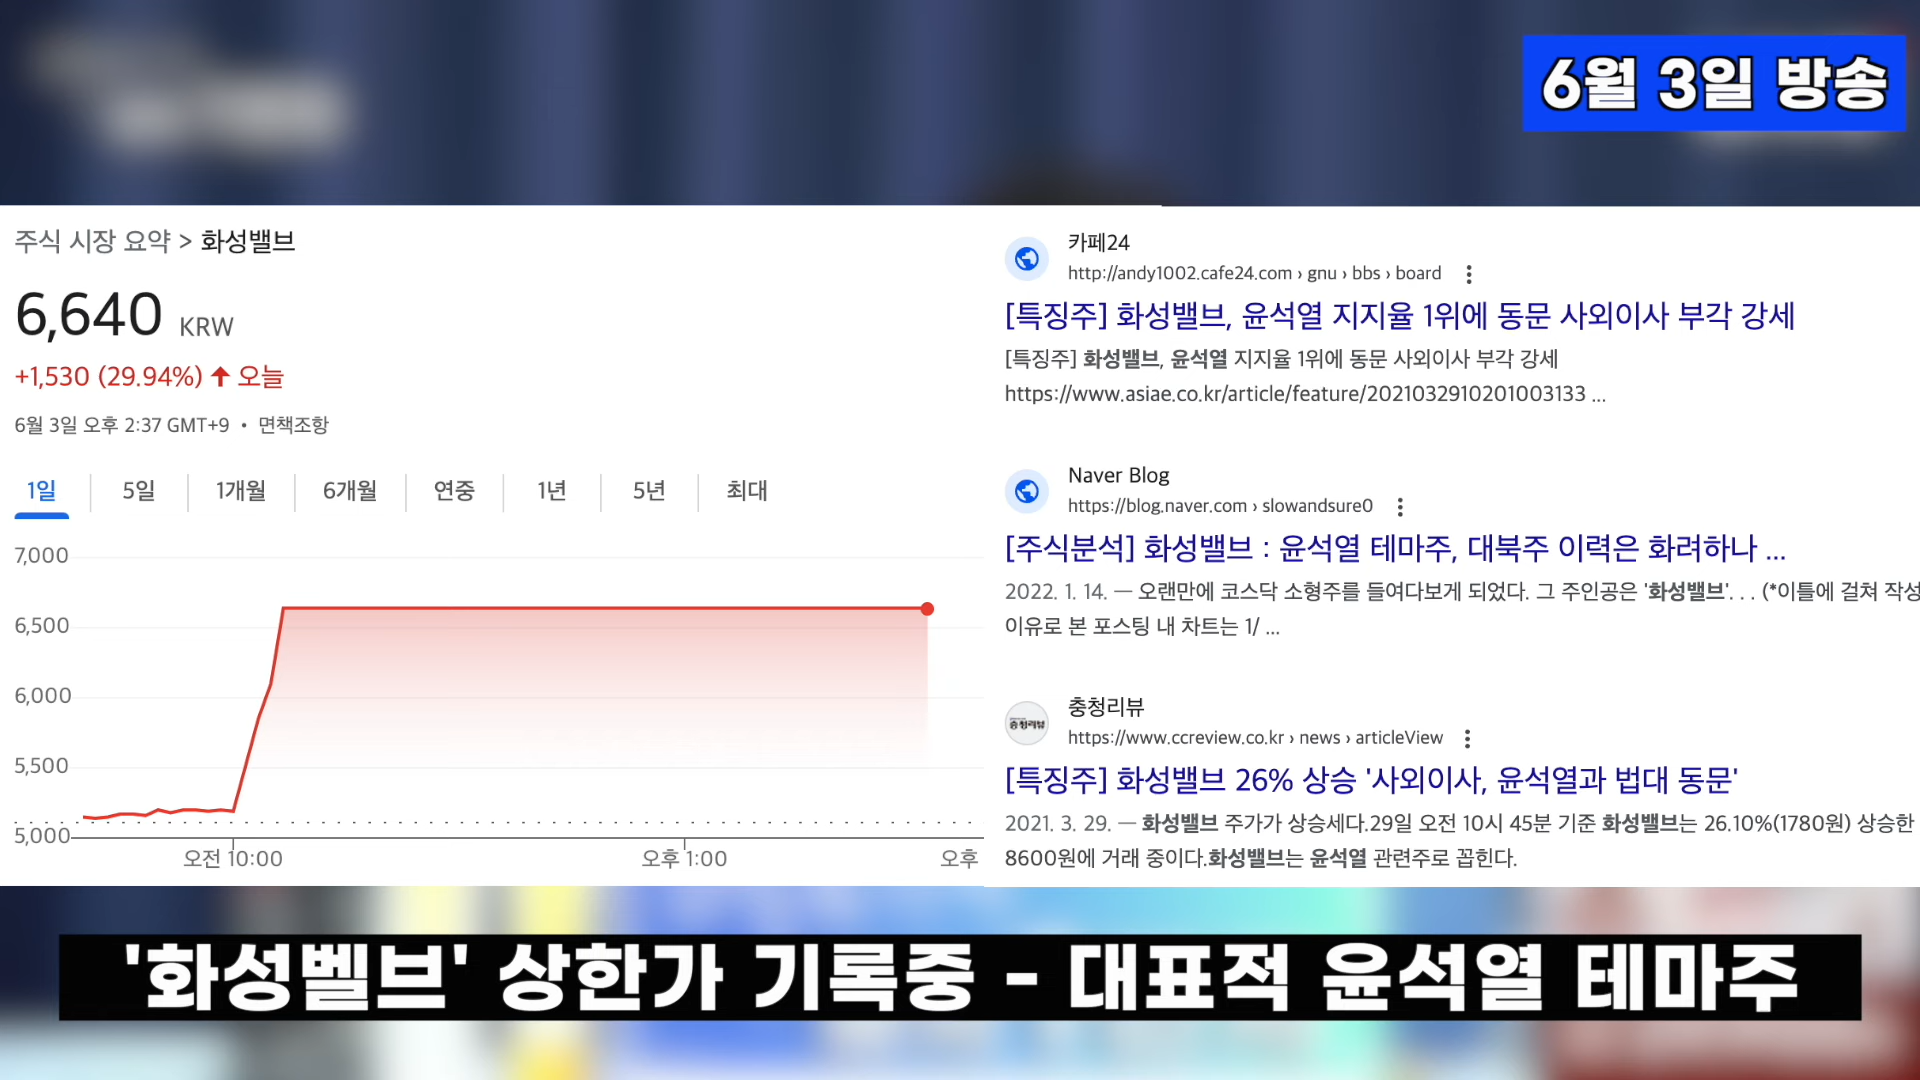 6월 3일 방송
주식 시장 요약 > 화성밸브
6,640 KRW
+1,530 (29.94%) ↑ 오늘
6월 3일 오후 2:37 GMT+9 • 면책조항
1일 5일 1개월 6개월 연중 1년 5년 최대
7,000
6,500
6,000
5,500
5,000
오전 10:00 오후 1:00 오후
카페24
http://andy1002.cafe24.com › gnu › bbs › board
[특징주] 화성밸브, 윤석열 지지율 1위에 동문 사외이사 부각 강세
[특징주] 화성밸브, 윤석열 지지율 1위에 동문 사외이사 부각 강세
https://www.asiae.co.kr/article/feature/2021032910201003133 ...
Naver Blog
https://blog.naver.com › slowandsure0
[주식분석] 화성밸브 : 윤석열 테마주, 대북주 이력은 화려하나 ...
2022. 1. 14. — 오랜만에 코스닥 소형주를 들여다보게 되었다. 그 주인공은 '화성밸브'. . . (*이틀에 걸쳐 작성
이유로 본 포스팅 내 차트는 1/ ...
충청리뷰
충청리뷰
https://www.ccreview.co.kr › news › articleView
[특징주] 화성밸브 26% 상승 '사외이사, 윤석열과 법대 동문'
2021. 3. 29. — 화성밸브 주가가 상승세다.29일 오전 10시 45분 기준 화성밸브는 26.10%(1780원) 상승한
8600원에 거래 중이다.화성밸브는 윤석열 관련주로 꼽힌다.
'화성벨브' 상한가 기록중 - 대표적 윤석열 테마주